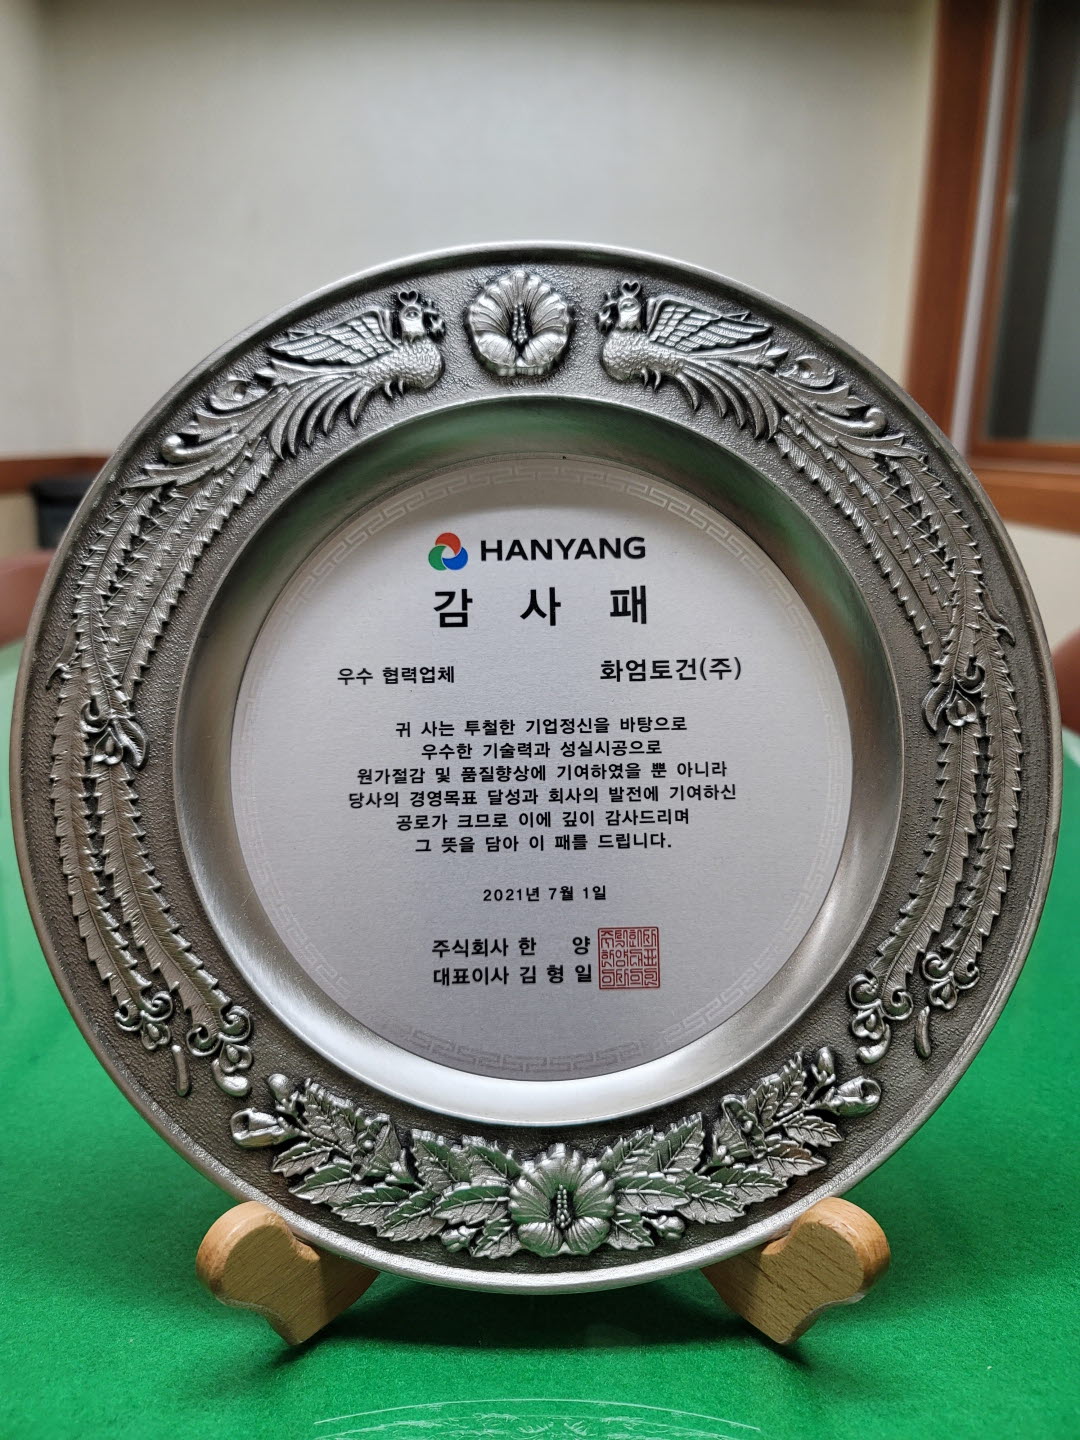 HANYANG
감 사 패
우수 협력업체 화엄토건(주)
귀 사는 투철한 기업정신을 바탕으로
우수한 기술력과 성실시공으로
원가절감 및 품질향상에 기여하였을 뿐 아니라
당사의 경영목표 달성과 회사의 발전에 기여하신
공로가 크므로 이에 깊이 감사드리며
그 뜻을 담아 이 패를 드립니다.
2021년 7월 1일
주식회사 한 양
대표이사 김 형 일